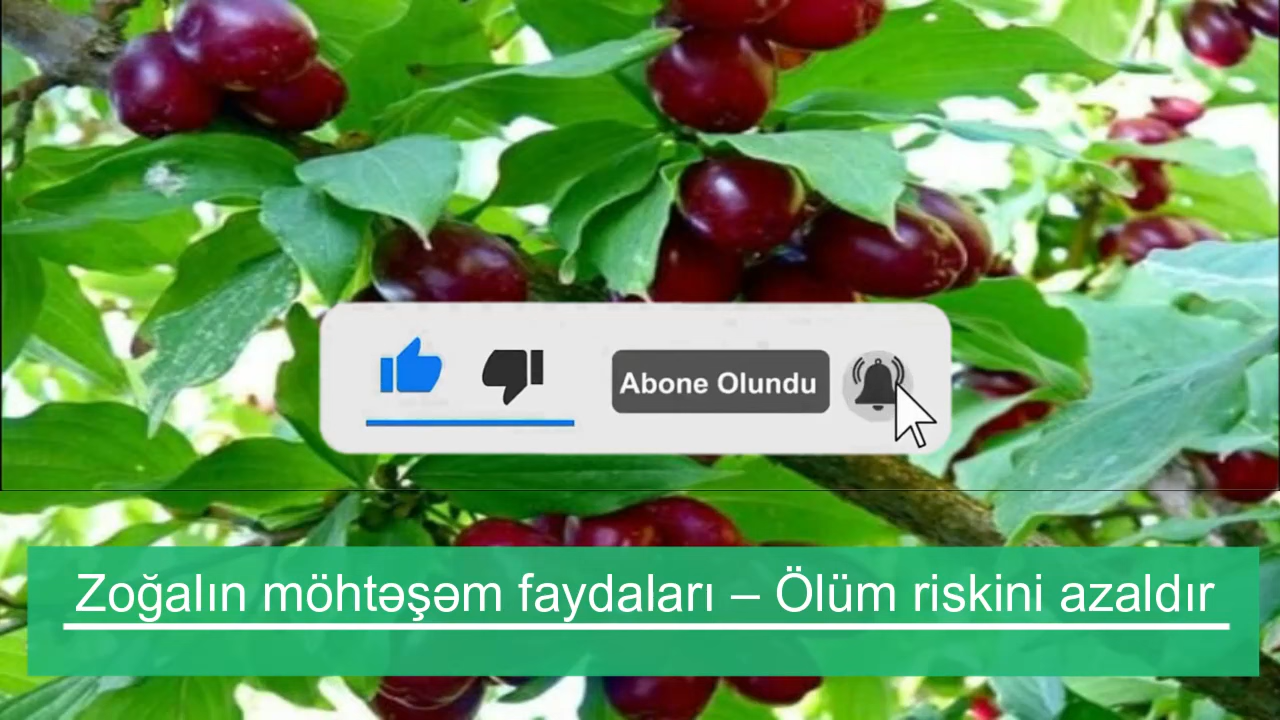 Abone Olundu
Zoğalın möhtəşəm faydaları – Ölüm riskini azaldır